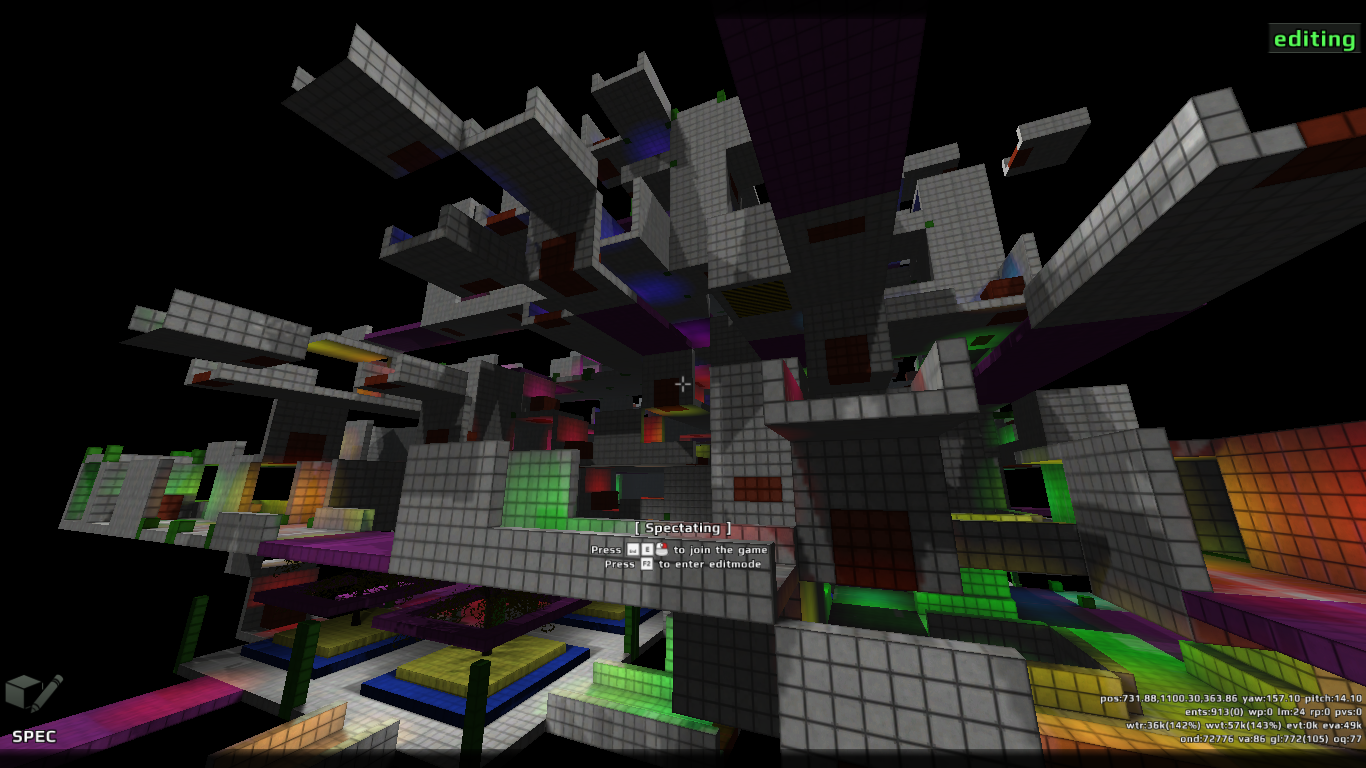 editing
[ Spectating ]
Press to join the game
Press F2 to enter editmode
pos:731.88,1100.30,363.86 yaw:157.10 pitch:14.10
ents:913(0) wp:0 lm:24 rp:0 pvs:0
wtr:36k(142%) wvt:57k(143%) evt:0k eva:49k
ond:72776 va:86 gl:772(105) oq:77
SPEC